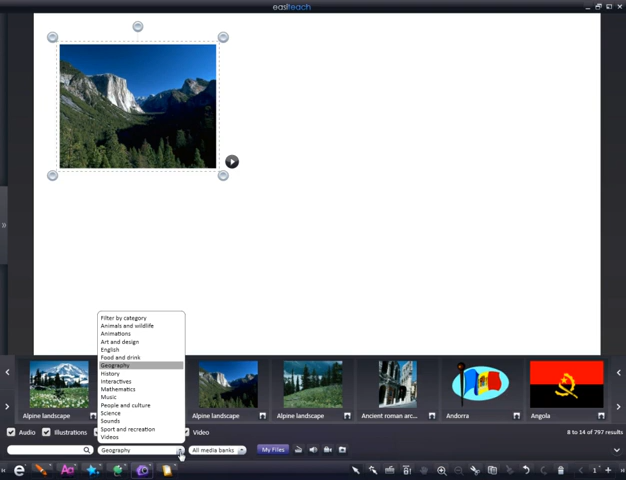 easiteach
Filter by category
Animals and wildlife
Animations
Art and design
English
Food and drink
Geography
History
Interactives
Mathematics
Music
People and culture
Science
Sounds
Sport and recreation
Videos
Alpine landscape
Alpine landscape
Alpine landscape
Ancient roman arc...
Andorra
Angola
Audio
Illustrations
Video
8 to 14 of 797 results
Geography
All media banks
My Files
e
1